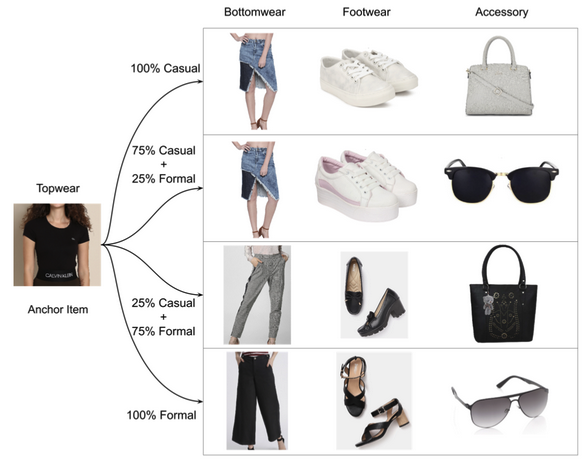 Bottomwear
Footwear
Accessory
100% Casual
75% Casual
+
25% Formal
Topwear
CALVIN KLEIN
Anchor Item
25% Casual
+
75% Formal
100% Formal